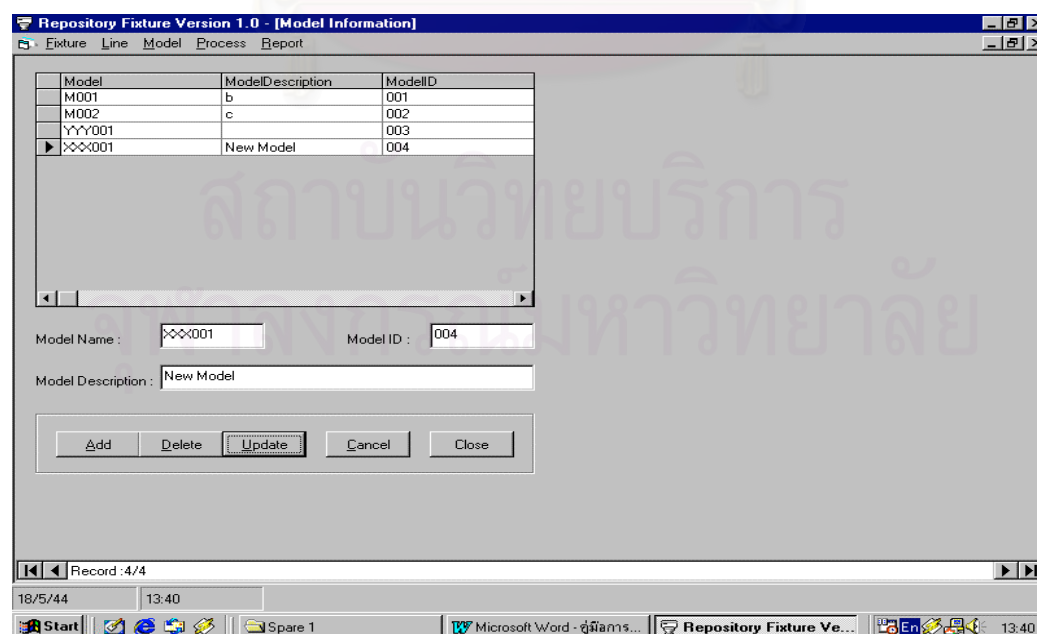 Repository Fixture Version 1.0 - [Model Information]
Fixture Line Model Process Report
Model ModelDescription ModelID
M001 b 001
M002 c 002
YYY001 003
XXX001 New Model 004
สถาบันวิทยบริการ
จุฬาลงกรณ์มหาวิทยาลัย
Model Name : XXX001 Model ID : 004
Model Description : New Model
Add Delete Update Cancel Close
Record :4/4
18/5/44 13:40
Start Spare 1 Microsoft Word - คู่มือการ... Repository Fixture Ve... En 13:40